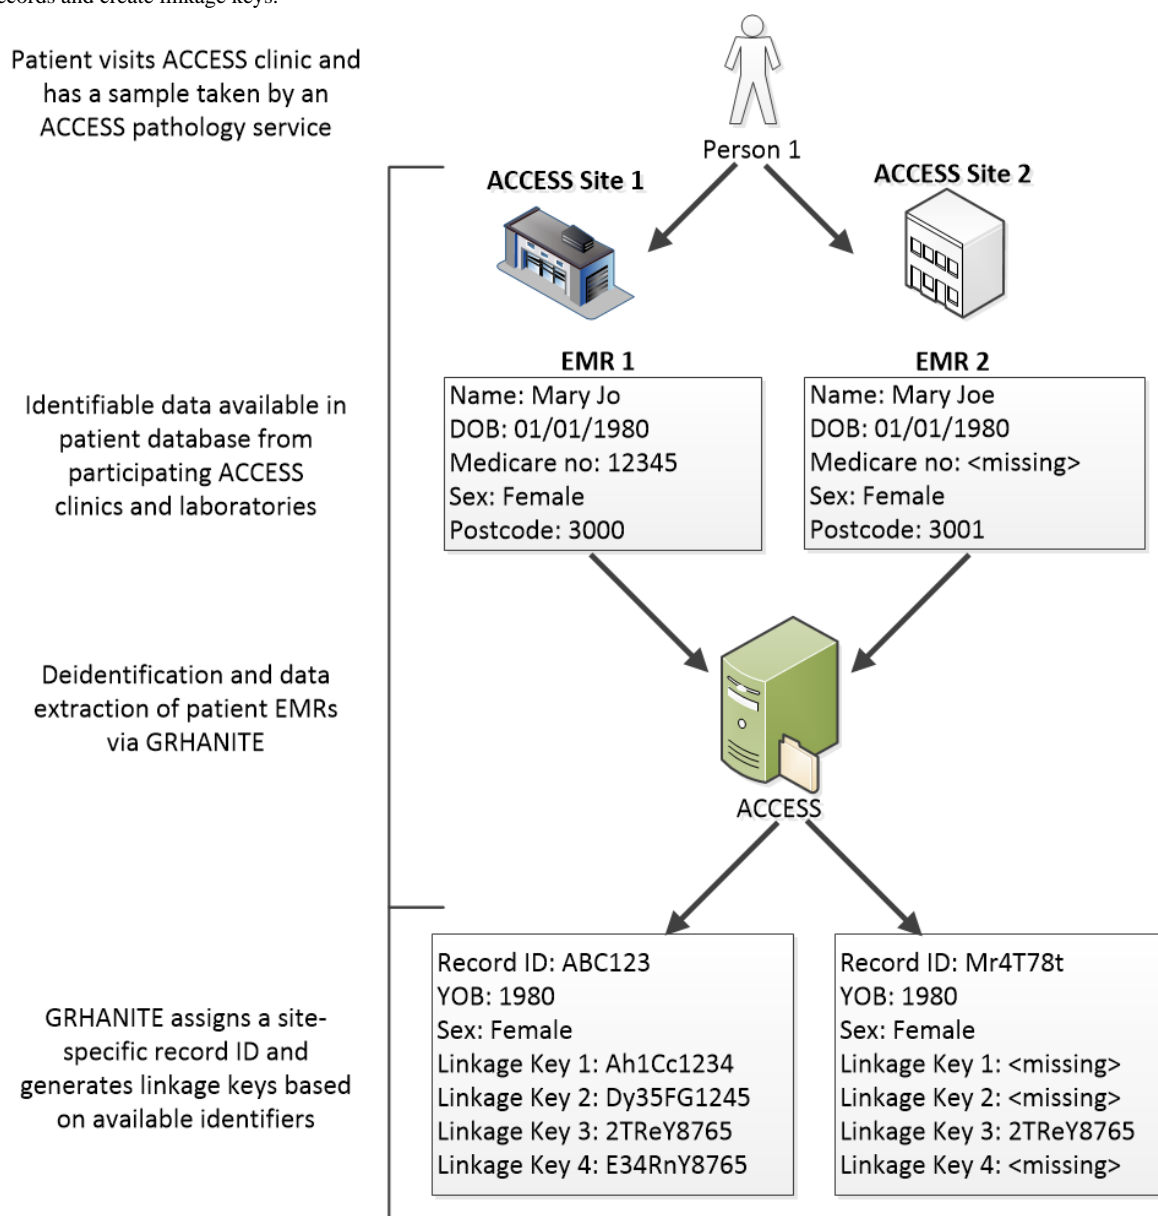 records and create linkage keys.
Patient visits ACCESS clinic and
has a sample taken by an
ACCESS pathology service
Person 1
ACCESS Site 1
ACCESS Site 2
EMR 1
EMR 2
Identifiable data available in
patient database from
participating ACCESS
clinics and laboratories
Name: Mary Jo
DOB: 01/01/1980
Medicare no: 12345
Sex: Female
Postcode: 3000
Name: Mary Joe
DOB: 01/01/1980
Medicare no: <missing>
Sex: Female
Postcode: 3001
Deidentification and data
extraction of patient EMRs
via GRHANITE
ACCESS
GRHANITE assigns a site-
specific record ID and
generates linkage keys based
on available identifiers
Record ID: ABC123
YOB: 1980
Sex: Female
Linkage Key 1: Ah1Cc1234
Linkage Key 2: Dy35FG1245
Linkage Key 3: 2TReY8765
Linkage Key 4: E34RnY8765
Record ID: Mr4T78t
YOB: 1980
Sex: Female
Linkage Key 1: <missing>
Linkage Key 2: <missing>
Linkage Key 3: 2TReY8765
Linkage Key 4: <missing>